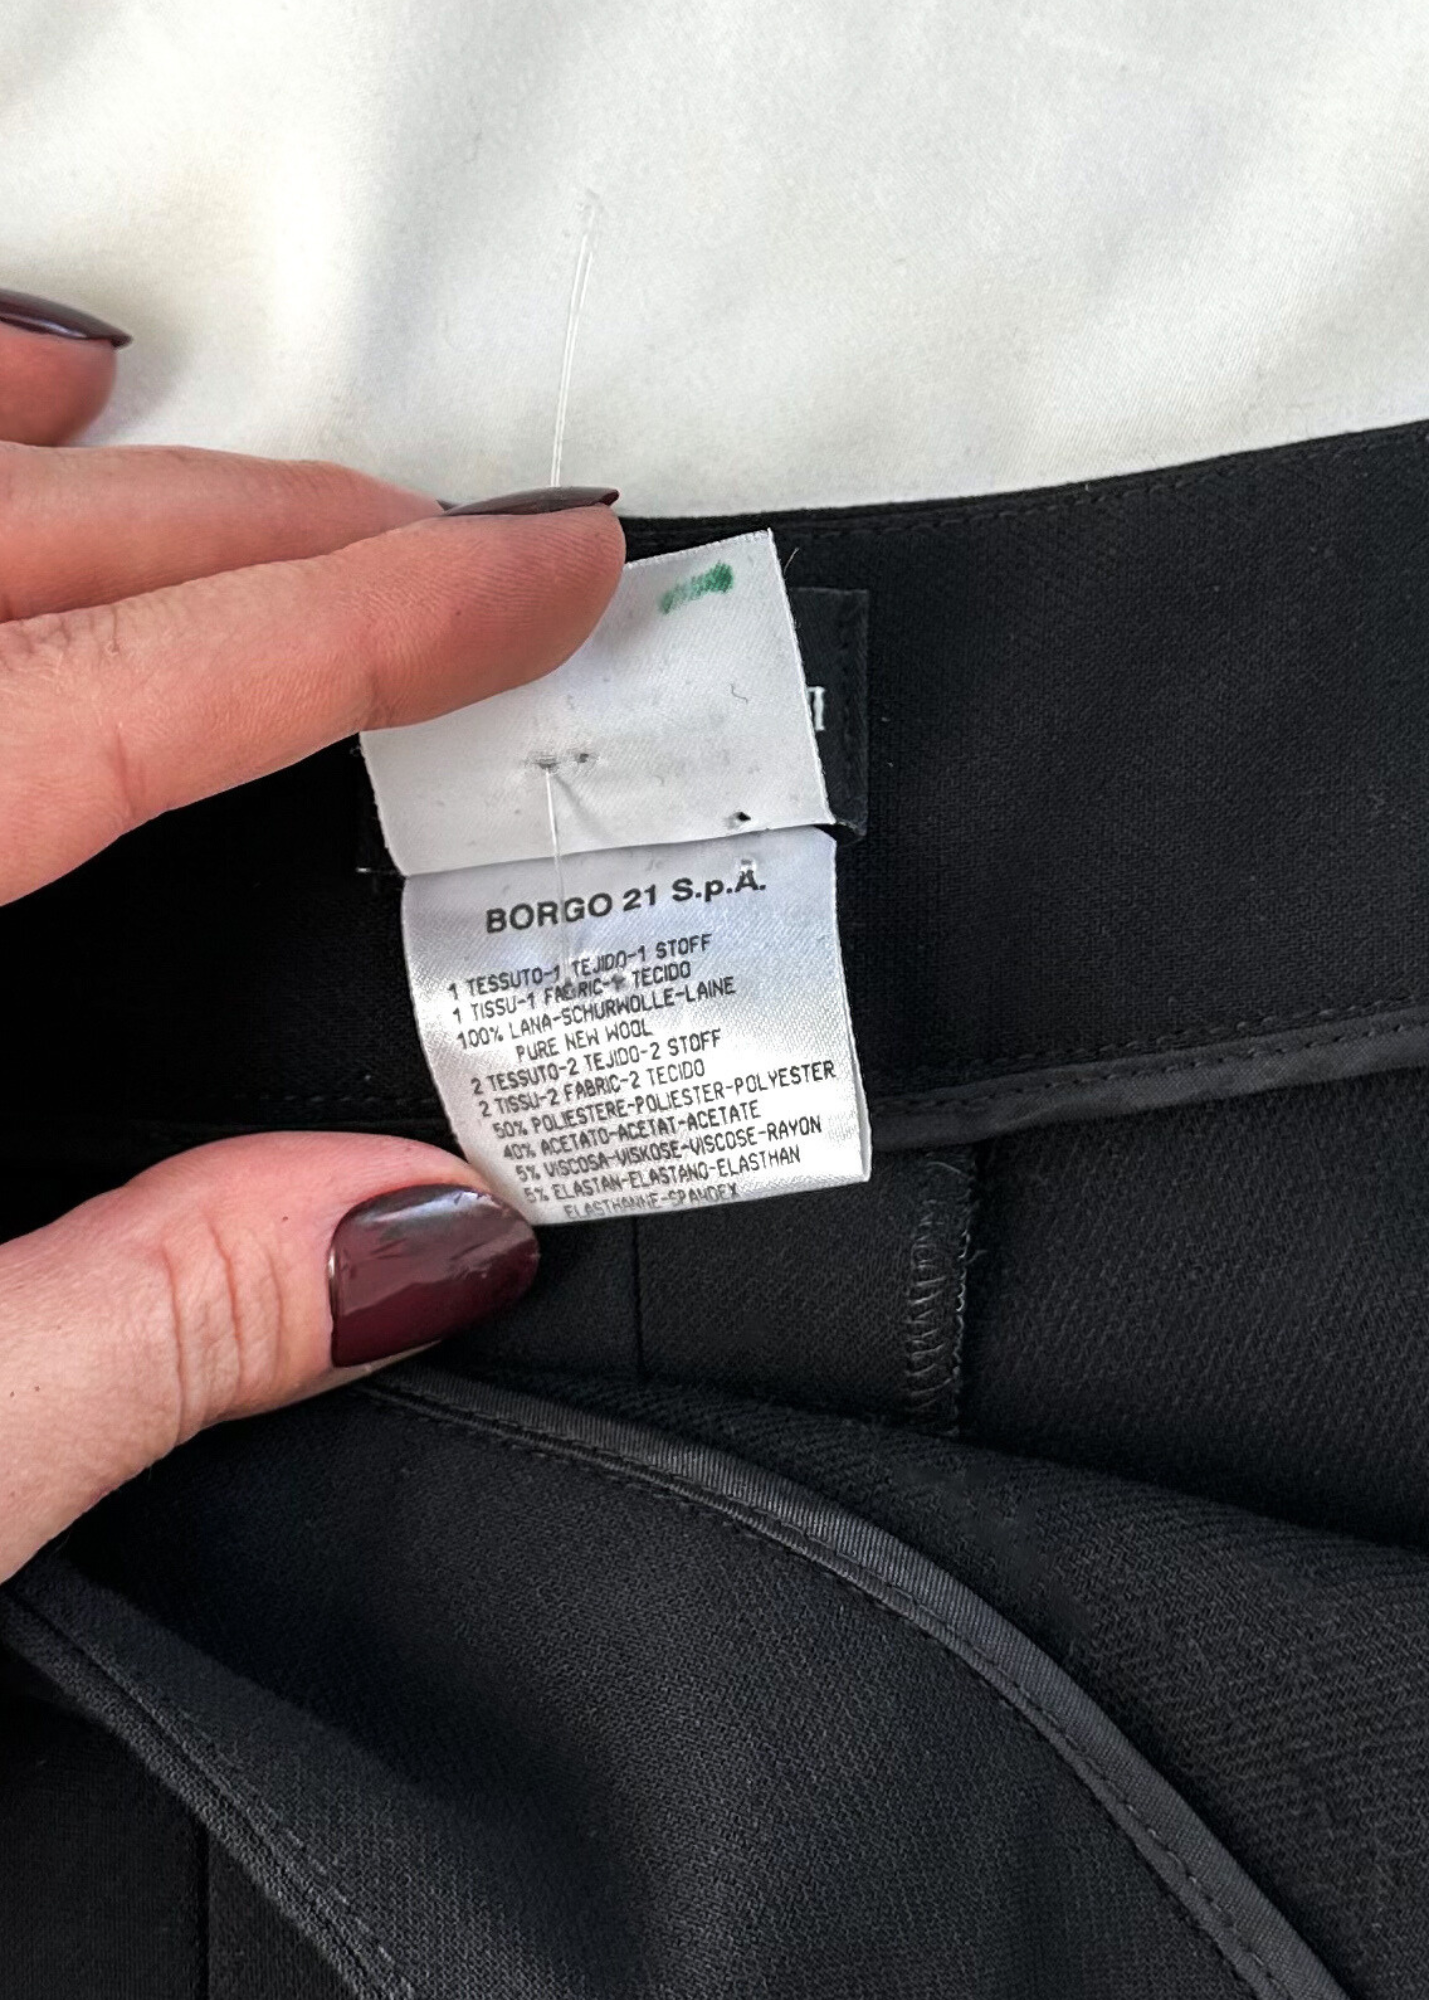 I
BORGO 21 S.p.A.
1 TESSUTO-1 TEJIDO-1 STOFF
1 TISSU-1 FABRIC-1 TECIDO
100% LANA-SCHURWOLLE-LAINE
PURE NEW WOOL
2 TESSUTO-2 TEJIDO-2 STOFF
2 TISSU-2 FABRIC-2 TECIDO
50% POLIESTERE-POLIESTER-POLYESTER
40% ACETATO-ACETAT-ACETATE
5% VISCOSA-VISKOSE-VISCOSE-RAYON
5% ELASTAN-ELASTANO-ELASTHAN
ELASTHANNE-SPANDEX